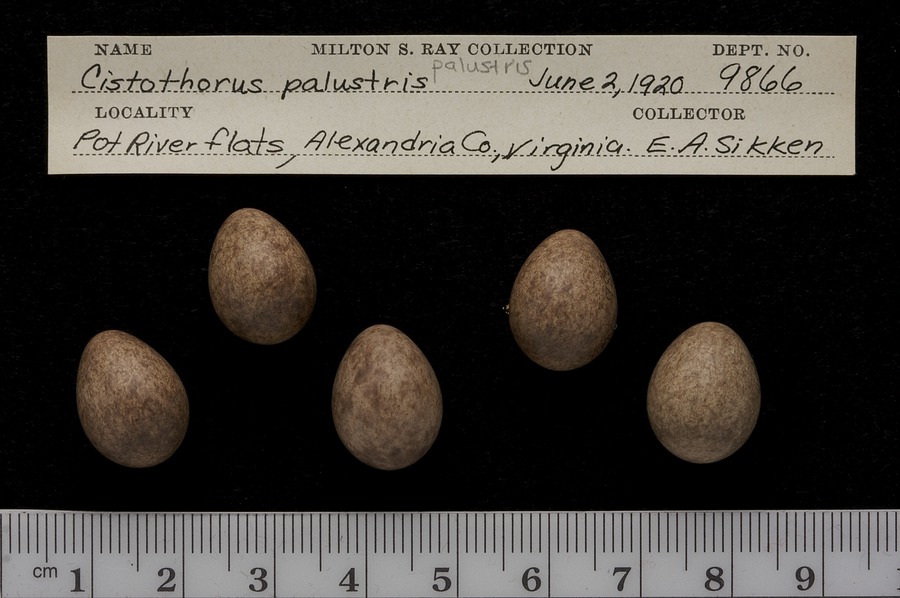 NAME MILTON S. RAY COLLECTION DEPT. NO.
palustris
Cistothorus palustris June 2, 1920 9866
LOCALITY COLLECTOR
Pot River flats, Alexandria Co., Virginia. E. A. Sikken
cm 1 2 3 4 5 6 7 8 9 1